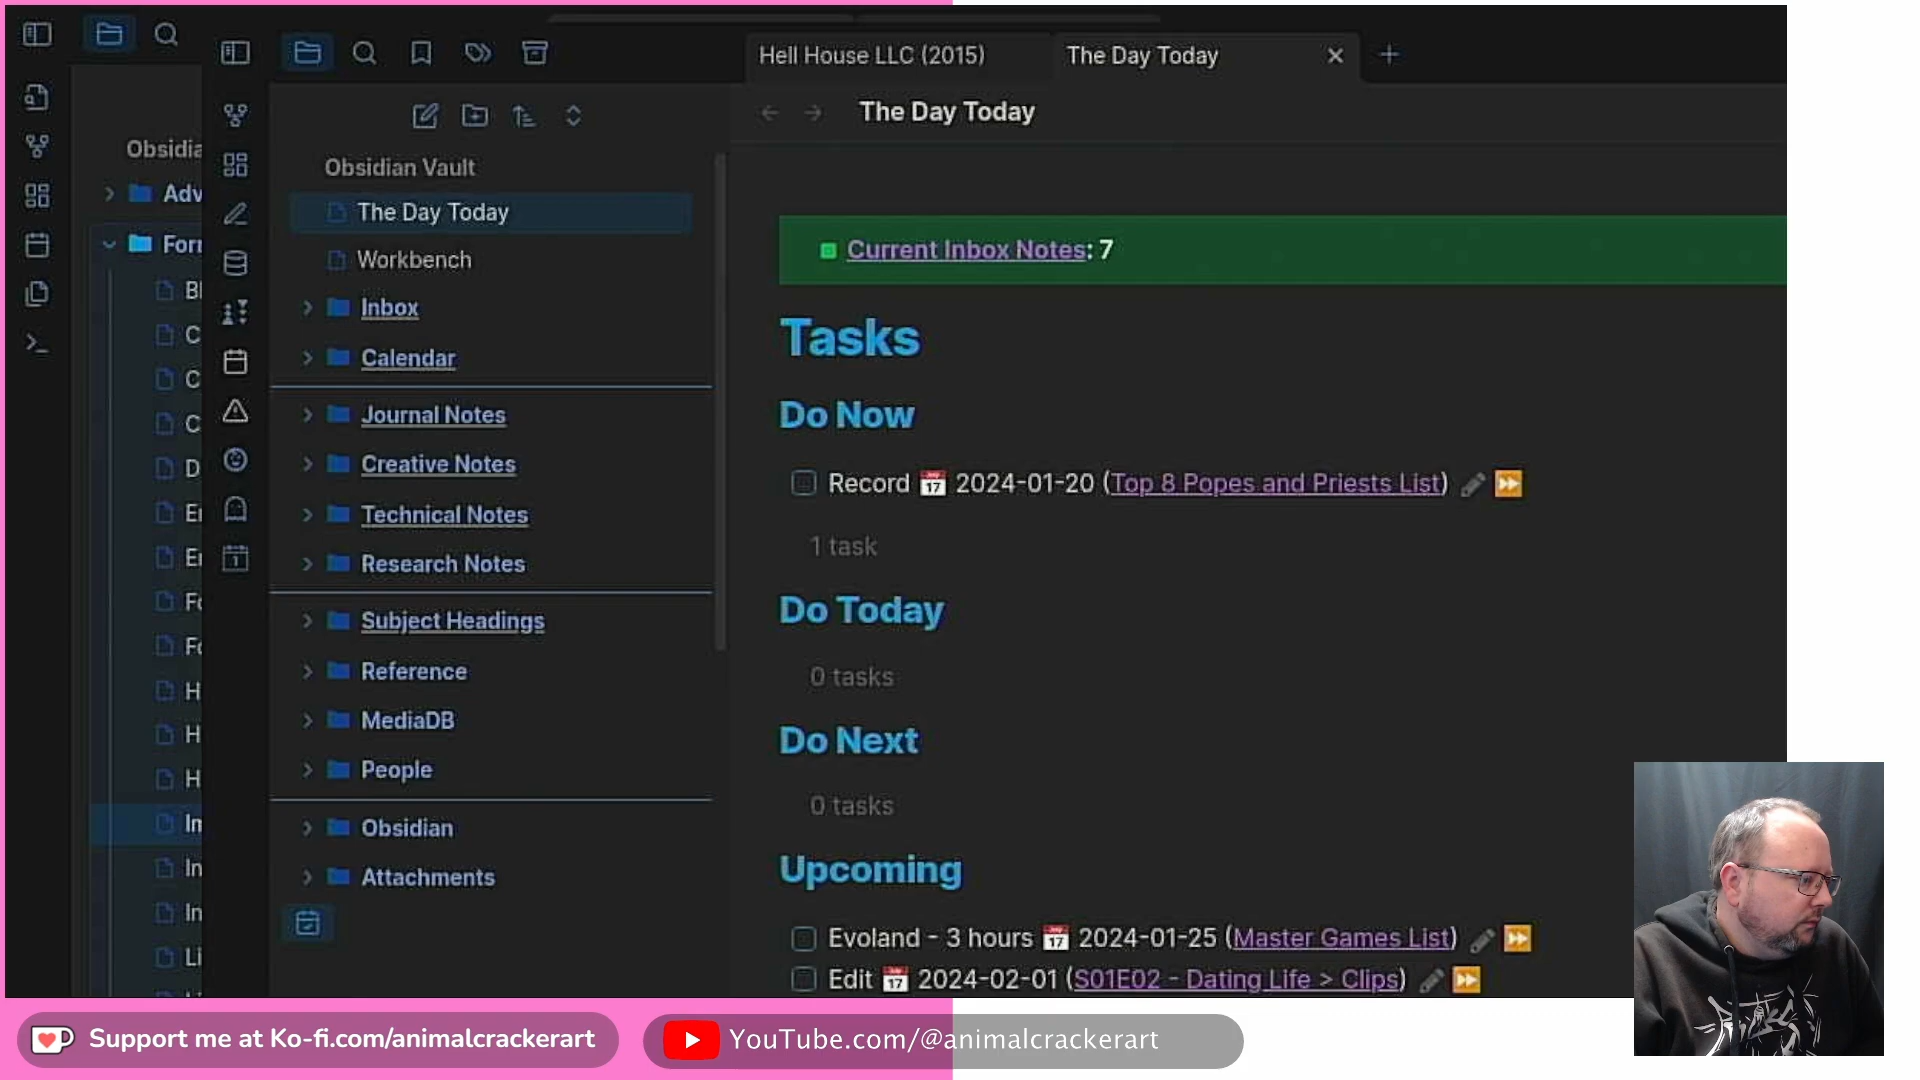 Obsidia
Adv
Forr
Hell House LLC (2015)
The Day Today
The Day Today
Obsidian Vault
The Day Today
Workbench
Inbox
Calendar
Journal Notes
Creative Notes
Technical Notes
Research Notes
Subject Headings
Reference
MediaDB
People
Obsidian
Attachments
Current Inbox Notes: 7
Tasks
Do Now
Record 📅 2024-01-20 (Top 8 Popes and Priests List)
1 task
Do Today
0 tasks
Do Next
0 tasks
Upcoming
Evoland - 3 hours 📅 2024-01-25 (Master Games List)
Edit 📅 2024-02-01 (S01E02 - Dating Life > Clips)
Support me at Ko-fi.com/animalcrackerart
YouTube.com/@animalcrackerart